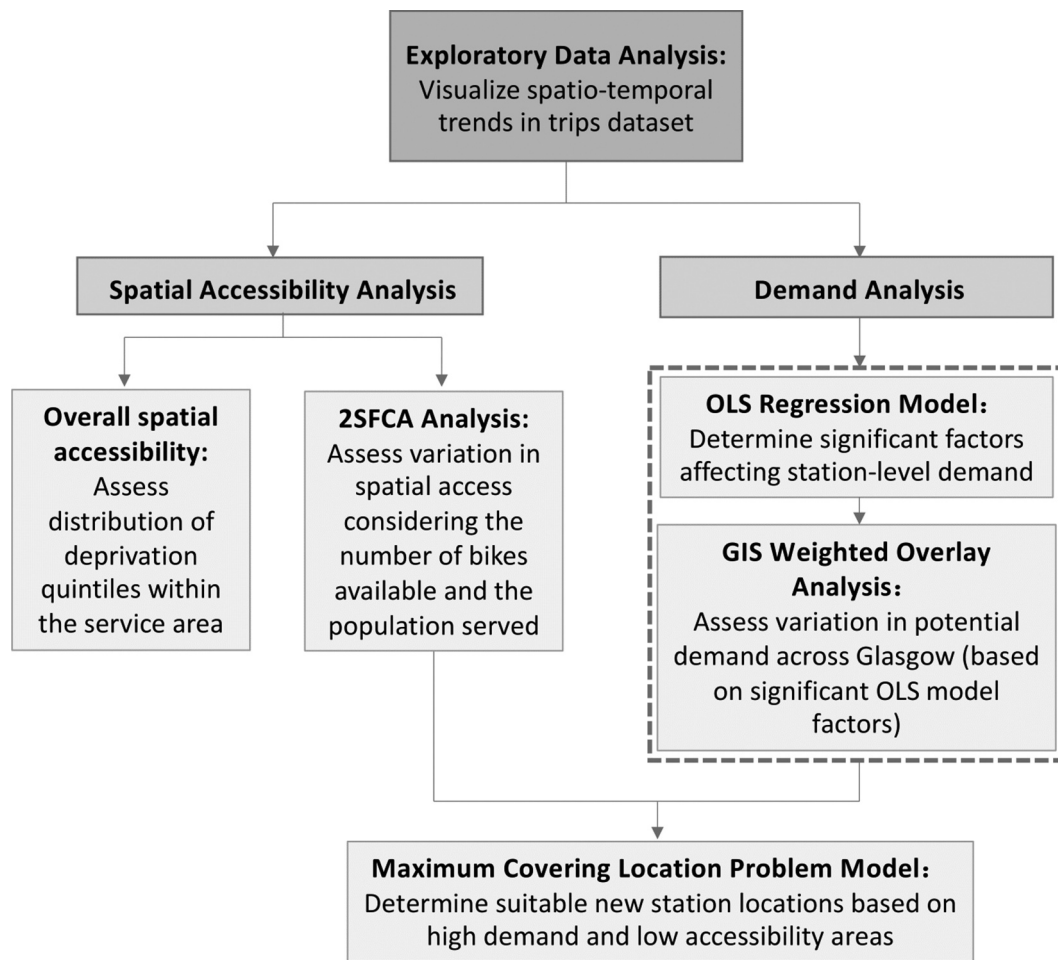 Exploratory Data Analysis:
Visualize spatio-temporal
trends in trips dataset
Spatial Accessibility Analysis
Demand Analysis
Overall spatial
accessibility:
Assess
distribution of
deprivation
quintiles within
the service area
2SFCA Analysis:
Assess variation in
spatial access
considering the
number of bikes
available and the
population served
OLS Regression Model:
Determine significant factors
affecting station-level demand
GIS Weighted Overlay
Analysis:
Assess variation in potential
demand across Glasgow (based
on significant OLS model
factors)
Maximum Covering Location Problem Model:
Determine suitable new station locations based on
high demand and low accessibility areas